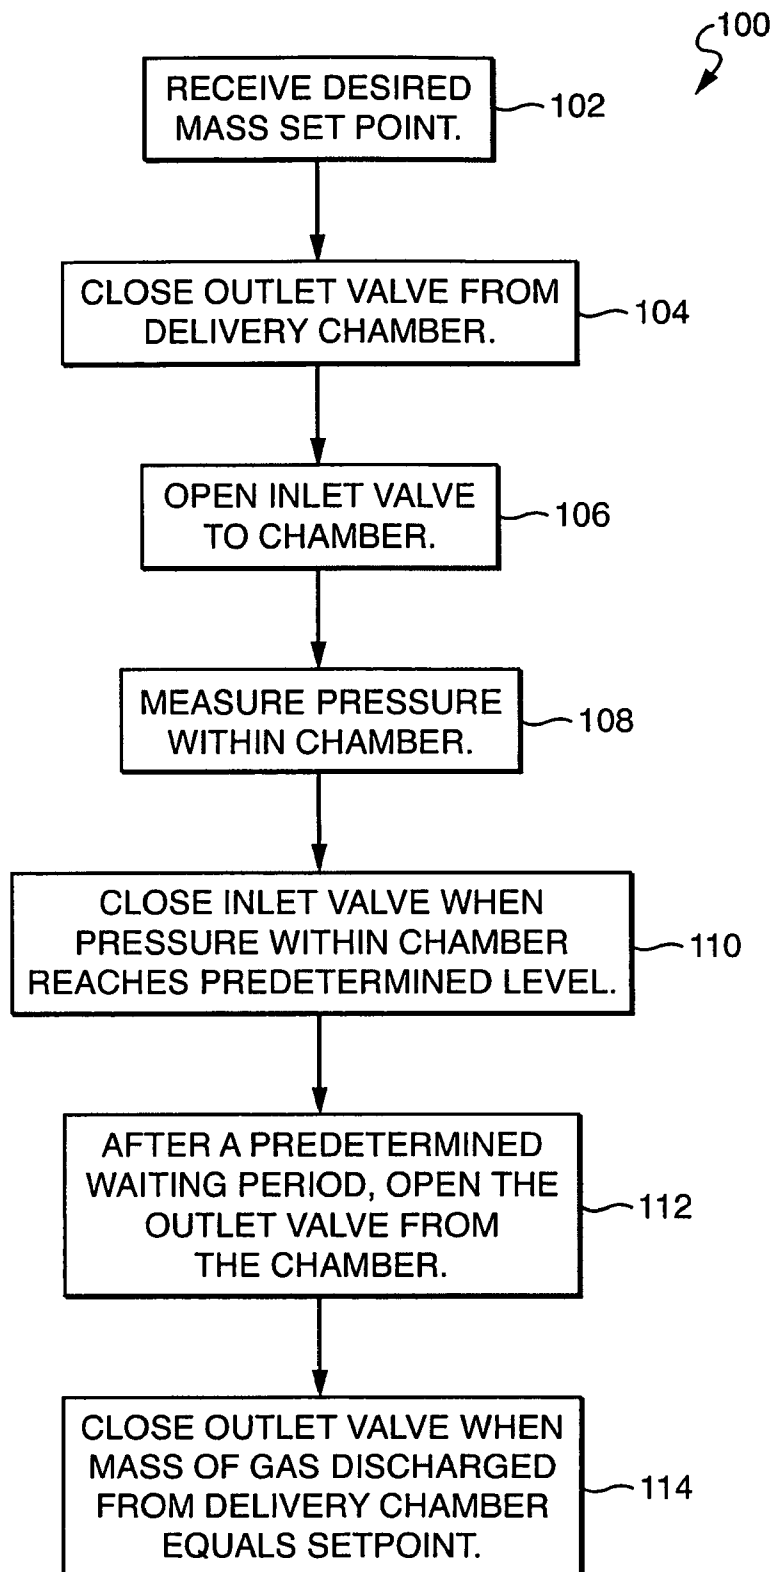 100
RECEIVE DESIRED
MASS SET POINT.
102
CLOSE OUTLET VALVE FROM
DELIVERY CHAMBER.
104
OPEN INLET VALVE
TO CHAMBER.
106
MEASURE PRESSURE
WITHIN CHAMBER.
108
CLOSE INLET VALVE WHEN
PRESSURE WITHIN CHAMBER
REACHES PREDETERMINED LEVEL.
110
AFTER A PREDETERMINED
WAITING PERIOD, OPEN THE
OUTLET VALVE FROM
THE CHAMBER.
112
CLOSE OUTLET VALVE WHEN
MASS OF GAS DISCHARGED
FROM DELIVERY CHAMBER
EQUALS SETPOINT.
114